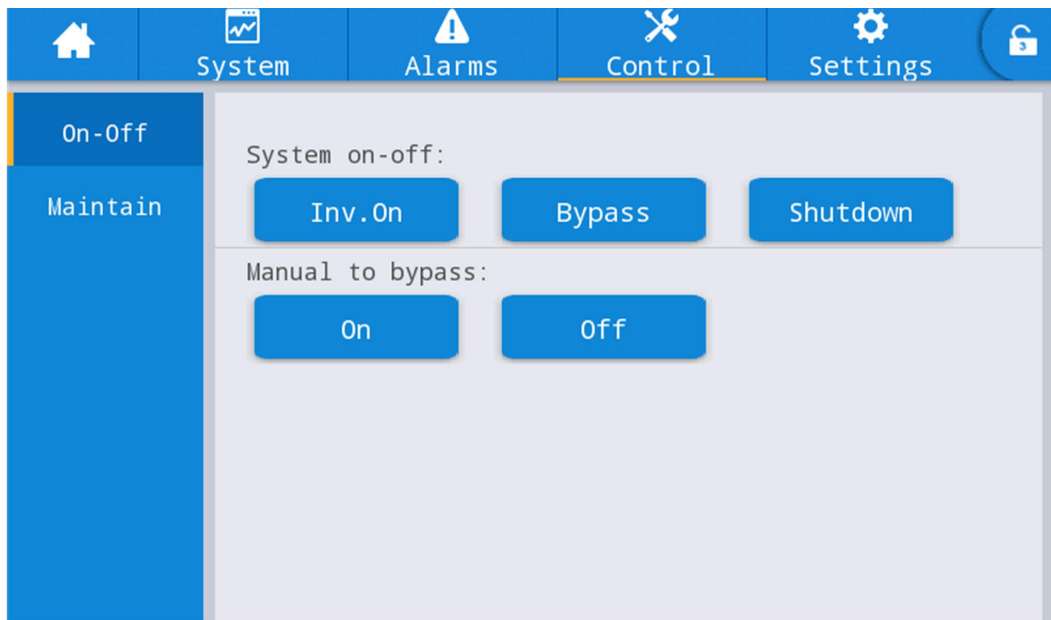 System Alarms Control Settings 3
On-Off
Maintain
System on-off:
Inv.On Bypass Shutdown
Manual to bypass:
On Off